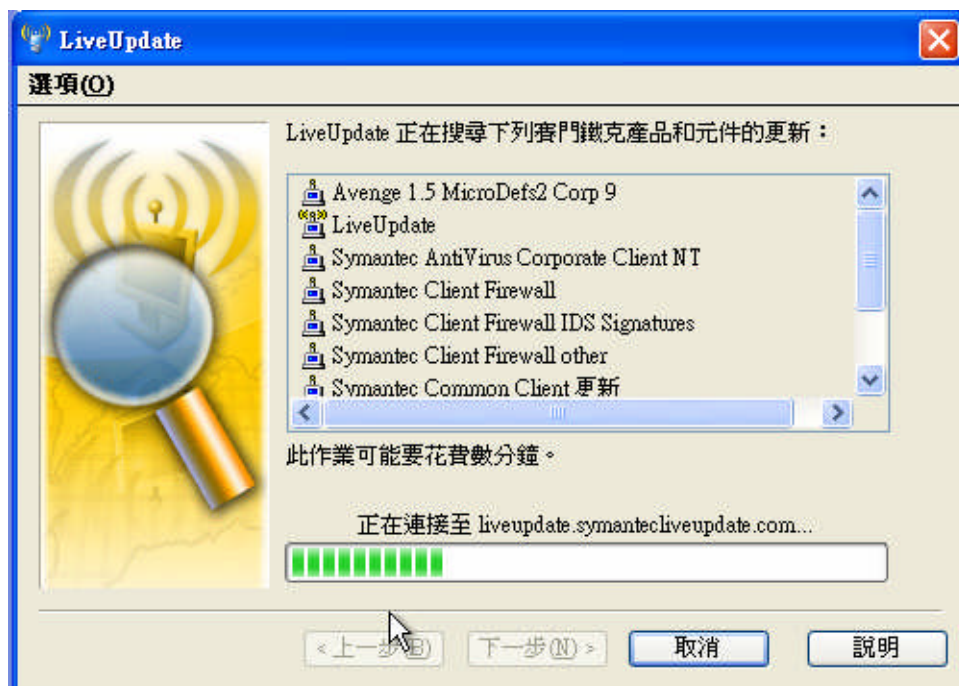 LiveUpdate
選項(O)
LiveUpdate 正在搜尋下列賽門鐵克產品和元件的更新：
Avenge 1.5 MicroDefs2 Corp 9
LiveUpdate
Symantec AntiVirus Corporate Client NT
Symantec Client Firewall
Symantec Client Firewall IDS Signatures
Symantec Client Firewall other
Symantec Common Client 更新
此作業可能要花費數分鐘。
正在連接至 liveupdate.symantecliveupdate.com...
<上一步(B) 下一步(N)> 取消 說明